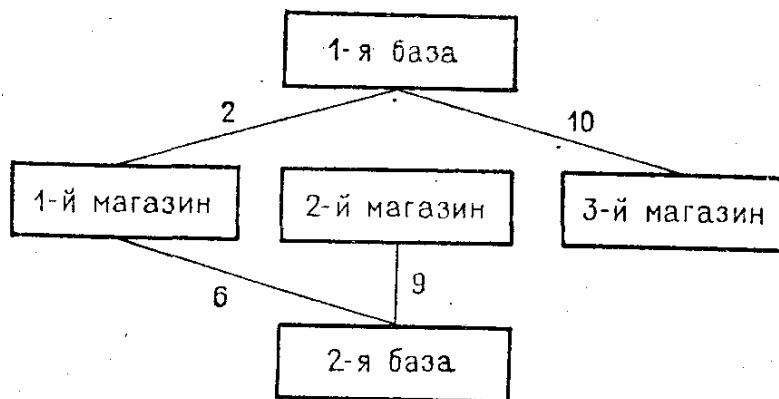 1-я база
2
10
1-й магазин
2-й магазин
3-й магазин
6
9
2-я база